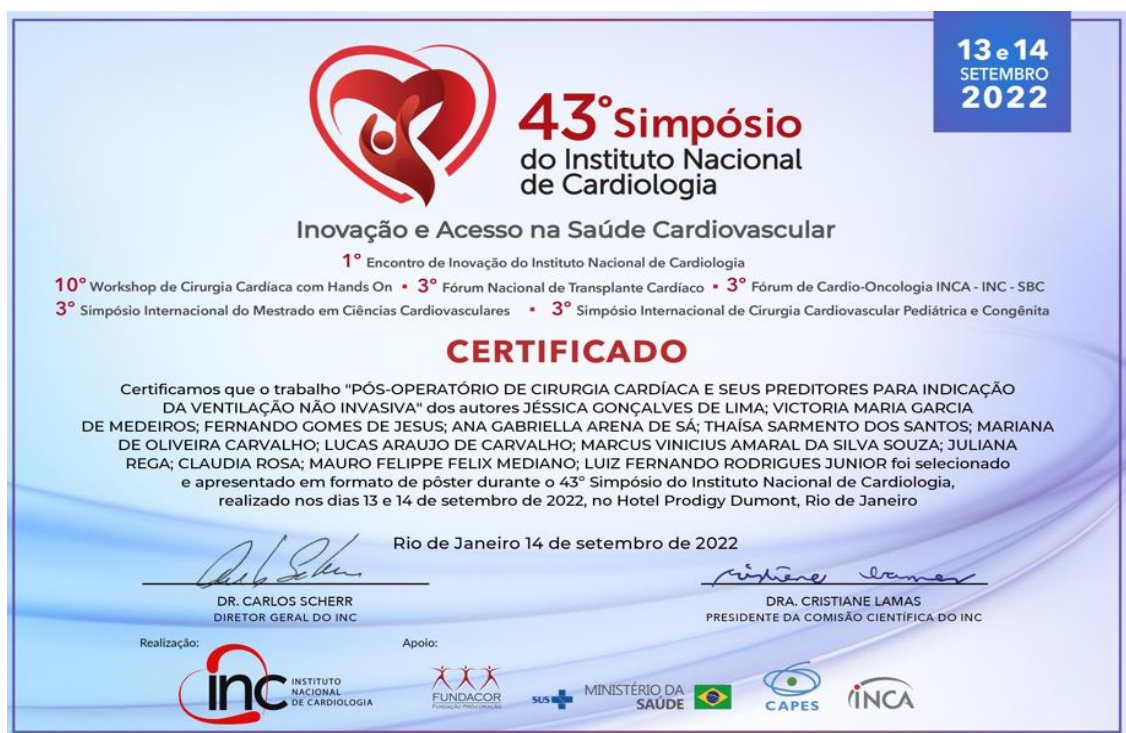 13 e 14
SETEMBRO
2022
43° Simpósio
do Instituto Nacional
de Cardiologia
Inovação e Acesso na Saúde Cardiovascular
1° Encontro de Inovação do Instituto Nacional de Cardiologia
10° Workshop de Cirurgia Cardíaca com Hands On ▪ 3° Fórum Nacional de Transplante Cardíaco ▪ 3° Fórum de Cardio-Oncologia INCA - INC - SBC
3° Simpósio Internacional do Mestrado em Ciências Cardiovasculares ▪ 3° Simpósio Internacional de Cirurgia Cardiovascular Pediátrica e Congênita
CERTIFICADO
Certificamos que o trabalho "PÓS-OPERATÓRIO DE CIRURGIA CARDÍACA E SEUS PREDITORES PARA INDICAÇÃO
DA VENTILAÇÃO NÃO INVASIVA" dos autores JÉSSICA GONÇALVES DE LIMA; VICTORIA MARIA GARCIA
DE MEDEIROS; FERNANDO GOMES DE JESUS; ANA GABRIELLA ARENA DE SÁ; THAÍSA SARMENTO DOS SANTOS; MARIANA
DE OLIVEIRA CARVALHO; LUCAS ARAUJO DE CARVALHO; MARCUS VINICIUS AMARAL DA SILVA SOUZA; JULIANA
REGA; CLAUDIA ROSA; MAURO FELIPPE FELIX MEDIANO; LUIZ FERNANDO RODRIGUES JUNIOR foi selecionado
e apresentado em formato de pôster durante o 43° Simpósio do Instituto Nacional de Cardiologia,
realizado nos dias 13 e 14 de setembro de 2022, no Hotel Prodigy Dumont, Rio de Janeiro
Rio de Janeiro 14 de setembro de 2022
DR. CARLOS SCHERR
DIRETOR GERAL DO INC
DRA. CRISTIANE LAMAS
PRESIDENTE DA COMISÃO CIENTÍFICA DO INC
Realização:
Apoio:
inc INSTITUTO
NACIONAL
DE CARDIOLOGIA
FUNDACOR
SUS
MINISTÉRIO DA
SAÚDE
CAPES
INCA